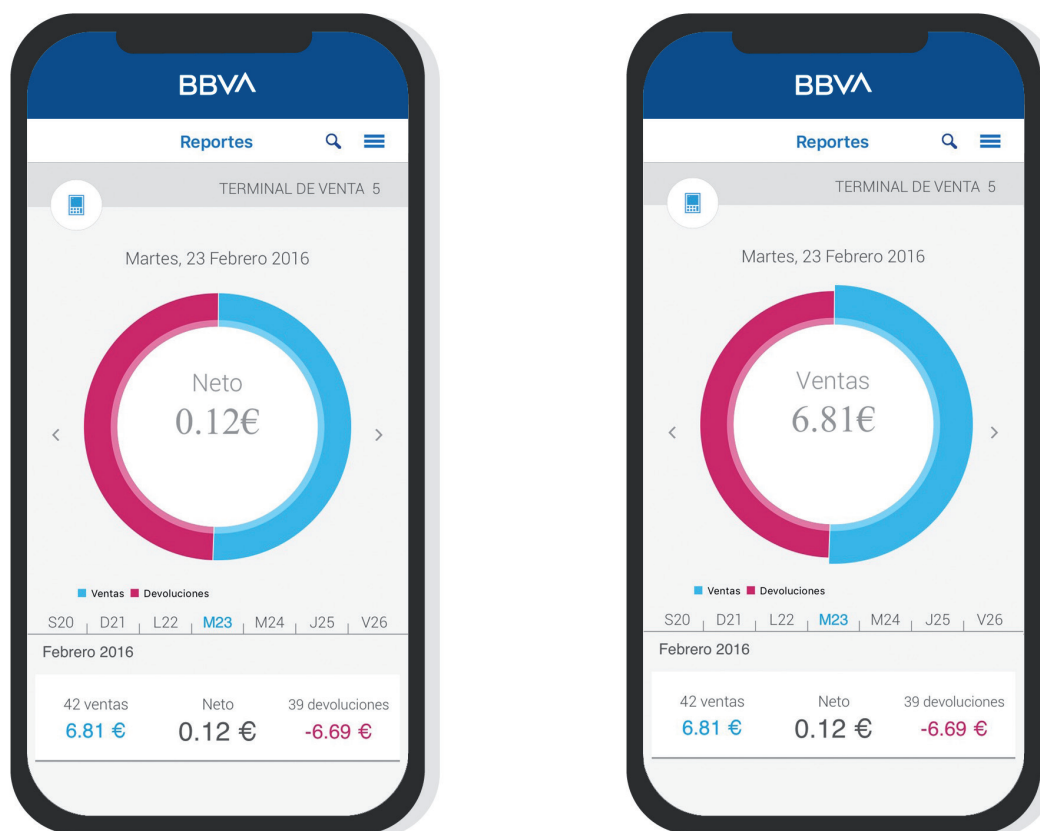 BBVA
Reportes
TERMINAL DE VENTA 5
Martes, 23 Febrero 2016
Neto
0.12€
Ventas Devoluciones
S20 D21 L22 M23 M24 J25 V26
Febrero 2016
42 ventas Neto 39 devoluciones
6.81 € 0.12 € -6.69 €
BBVA
Reportes
TERMINAL DE VENTA 5
Martes, 23 Febrero 2016
Ventas
6.81€
Ventas Devoluciones
S20 D21 L22 M23 M24 J25 V26
Febrero 2016
42 ventas Neto 39 devoluciones
6.81 € 0.12 € -6.69 €